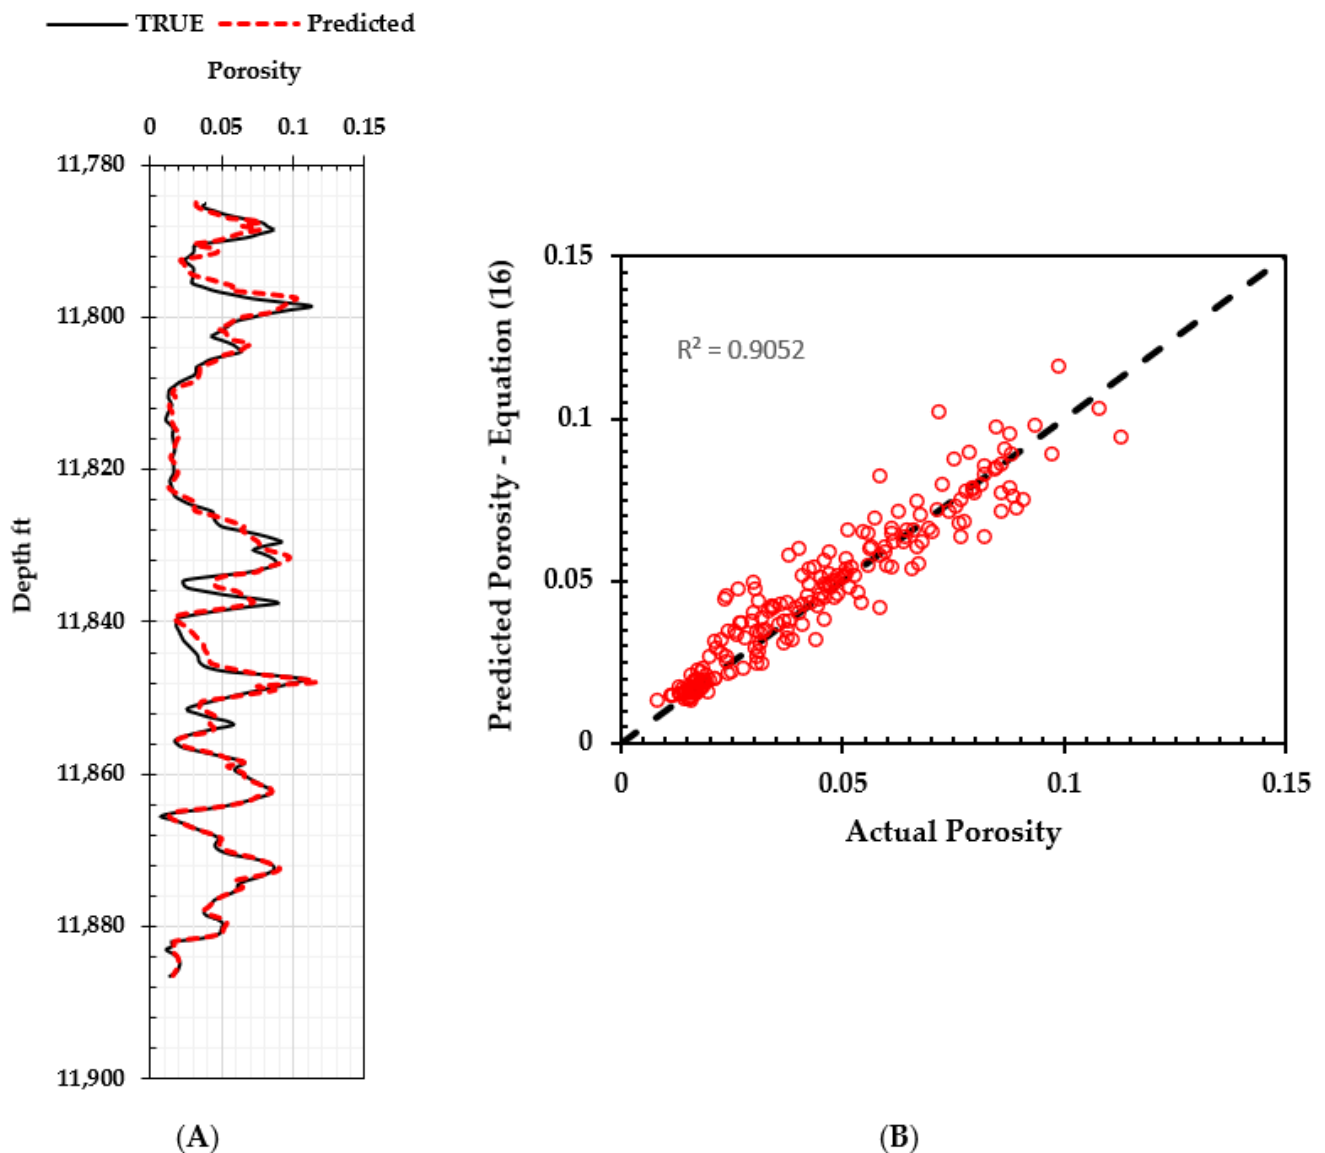 TRUE Predicted
Porosity
0 0.05 0.1 0.15
11,780
11,800
11,820
11,840
11,860
11,880
11,900
Depth ft
(A)
Predicted Porosity - Equation (16)
0.15
0.1
0.05
0
R² = 0.9052
0 0.05 0.1 0.15
Actual Porosity
(B)